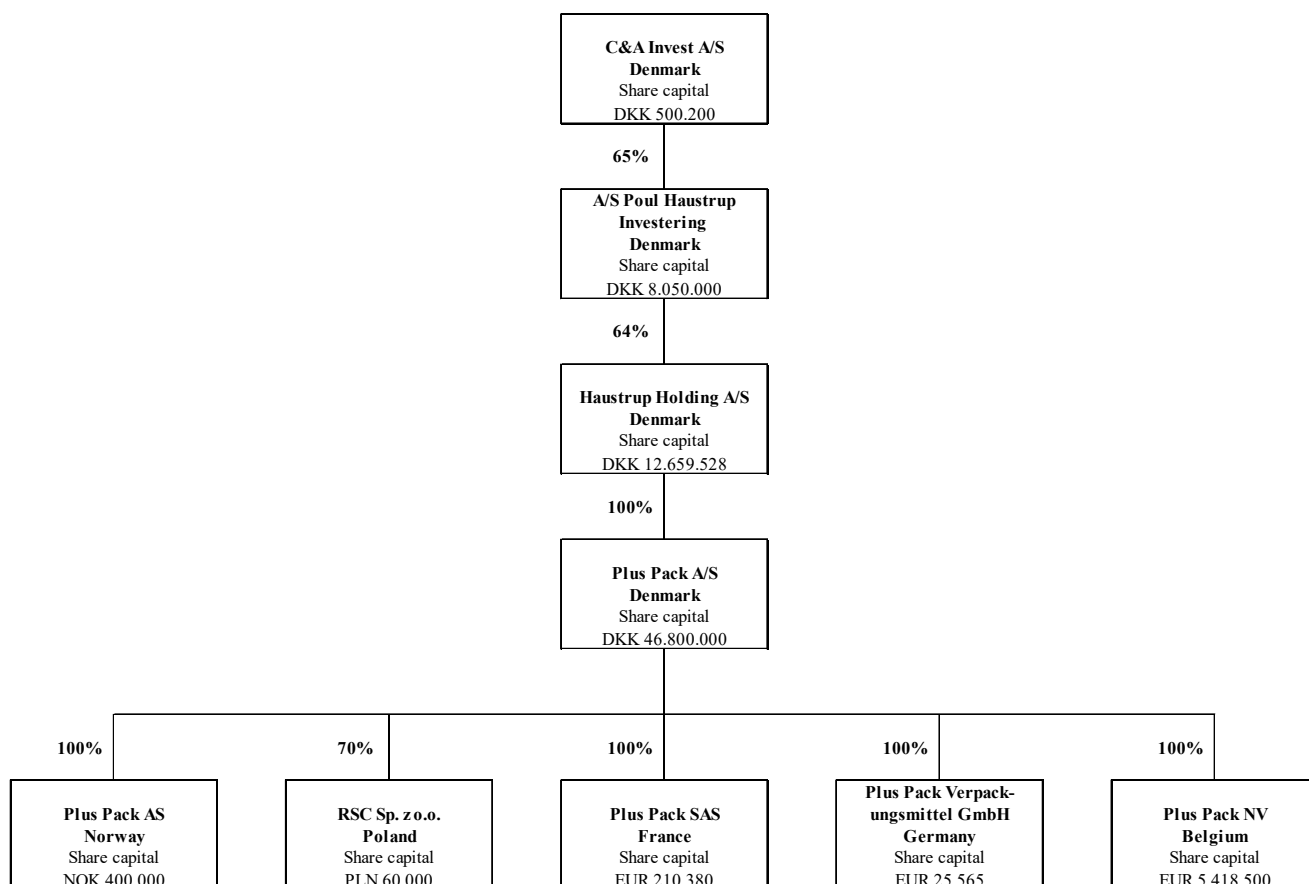 C&A Invest A/S
Denmark
Share capital
DKK 500.200
65%
A/S Poul Haustrup
Investering
Denmark
Share capital
DKK 8.050.000
64%
Haustrup Holding A/S
Denmark
Share capital
DKK 12.659.528
100%
Plus Pack A/S
Denmark
Share capital
DKK 46.800.000
100%
70%
100%
100%
100%
Plus Pack AS
Norway
Share capital
NOK 400.000
RSC Sp. z o.o.
Poland
Share capital
PLN 60.000
Plus Pack SAS
France
Share capital
EUR 210.380
Plus Pack Verpack-
ungsmittel GmbH
Germany
Share capital
EUR 25.565
Plus Pack NV
Belgium
Share capital
EUR 5.418.500